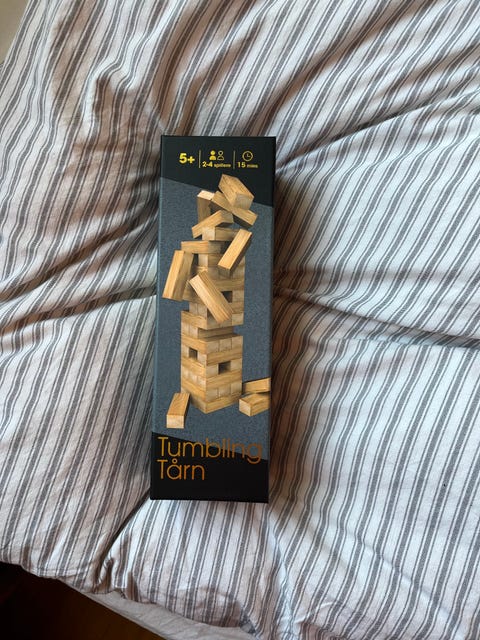 5+
2-4 spillere
15 mins
Tumbling
Tårn